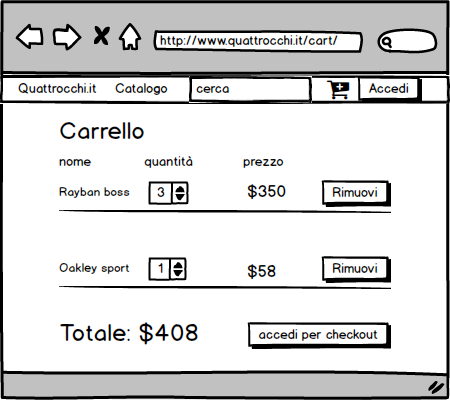 http://www.quattrocchi.it/cart/
Quattrocchi.it Catalogo cerca Accedi
Carrello
nome quantità prezzo
Rayban boss 3 $350 Rimuovi
Oakley sport 1 $58 Rimuovi
Totale: $408 accedi per checkout